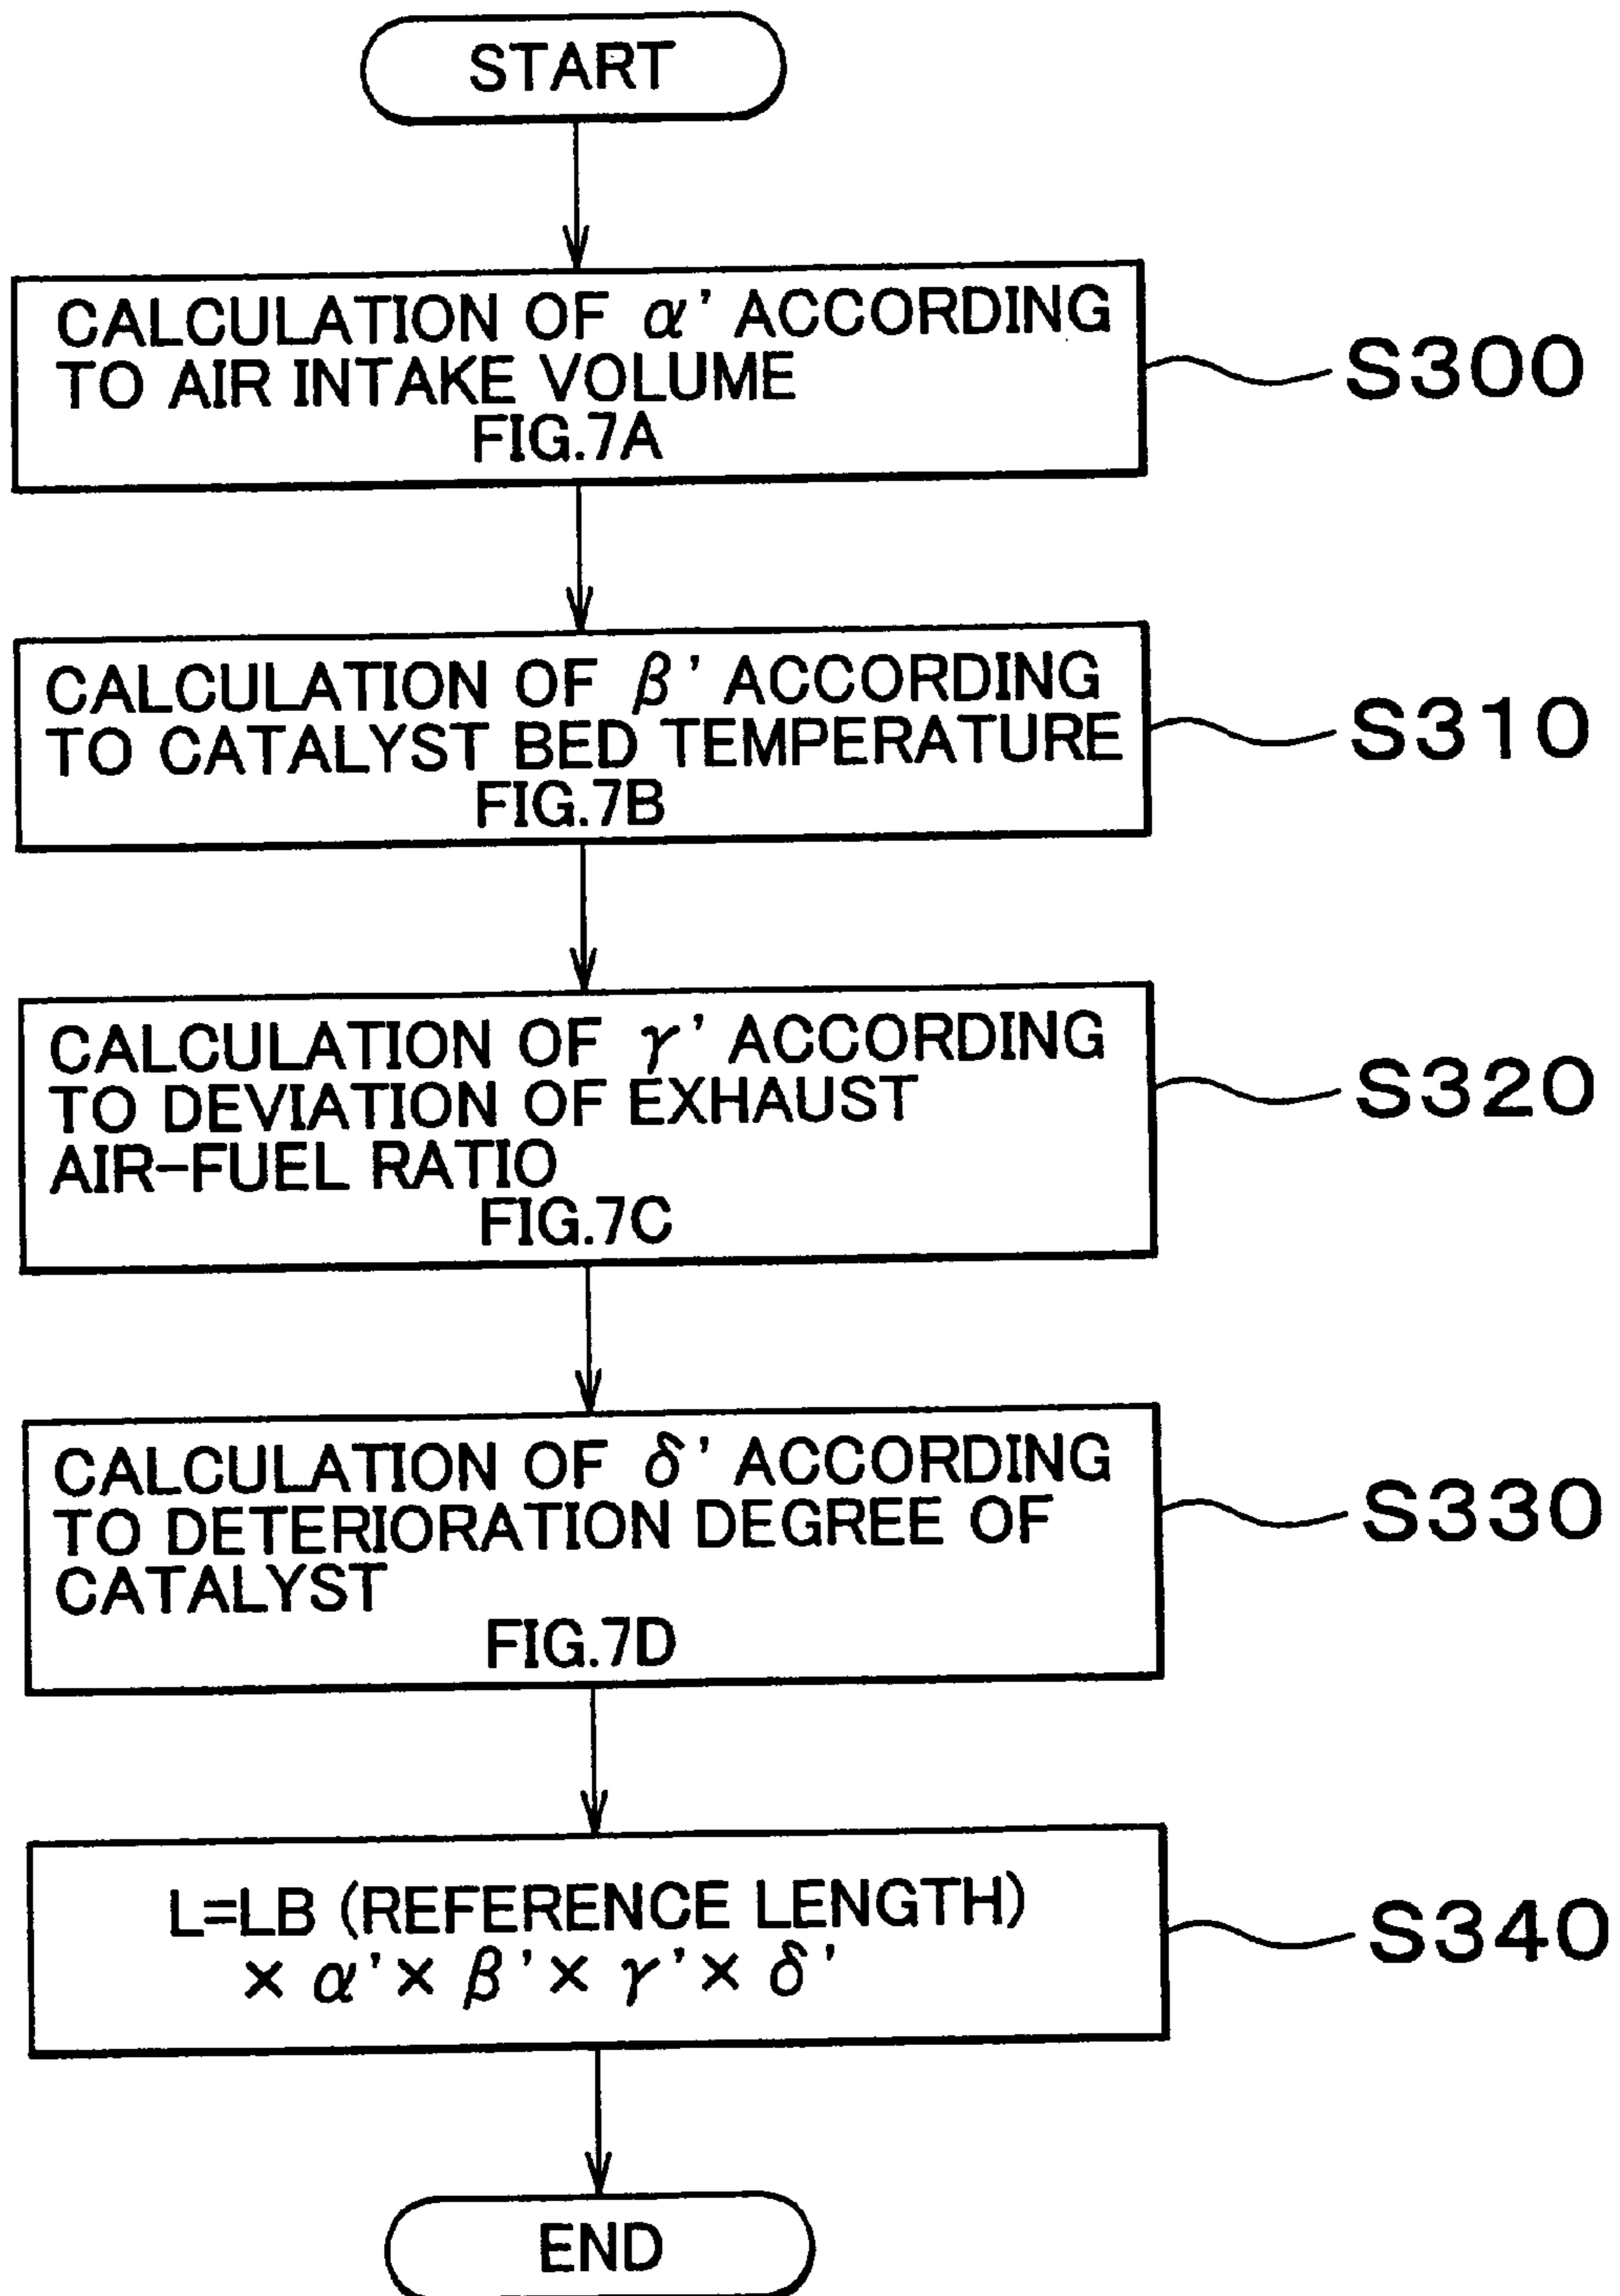 START
CALCULATION OF α' ACCORDING
TO AIR INTAKE VOLUME
FIG.7A
S300
CALCULATION OF β' ACCORDING
TO CATALYST BED TEMPERATURE
FIG.7B
S310
CALCULATION OF γ' ACCORDING
TO DEVIATION OF EXHAUST
AIR-FUEL RATIO
FIG.7C
S320
CALCULATION OF δ' ACCORDING
TO DETERIORATION DEGREE OF
CATALYST
FIG.7D
S330
L=LB (REFERENCE LENGTH)
× α'× β'× γ'× δ'
S340
END